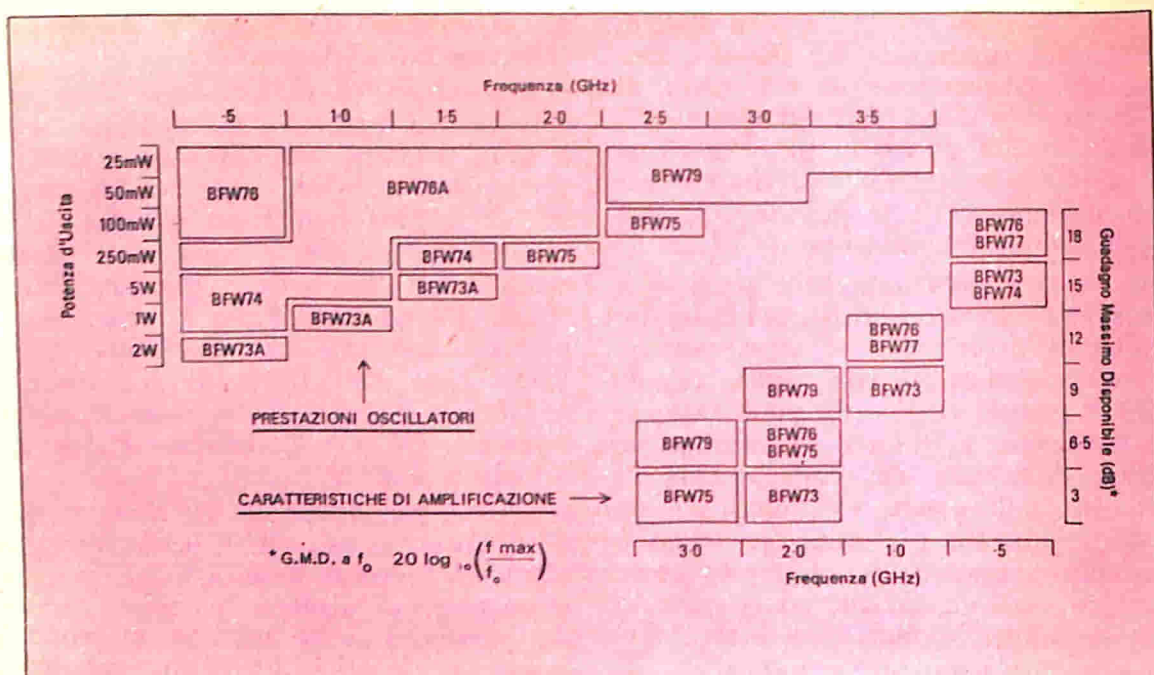 Frequenza (GHz)
·5 1·0 1·5 2·0 2·5 3·0 3·5
Potenza d'Uscita
25mW
50mW
100mW
250mW
·5W
1W
2W
BFW76
BFW76A
BFW79
BFW75
BFW74
BFW75
BFW74
BFW73A
BFW73A
BFW73A
PRESTAZIONI OSCILLATORI
BFW76
BFW77
BFW73
BFW74
BFW76
BFW77
BFW79
BFW73
BFW79
BFW76
BFW75
BFW75
BFW73
CARATTERISTICHE DI AMPLIFICAZIONE
18
15
12
9
6·5
3
Guadagno Massimo Disponibile (dB)*
3·0 2·0 1·0 ·5
Frequenza (GHz)
* G.M.D. a f₀ 20 log ₁₀ (f max / f₀)